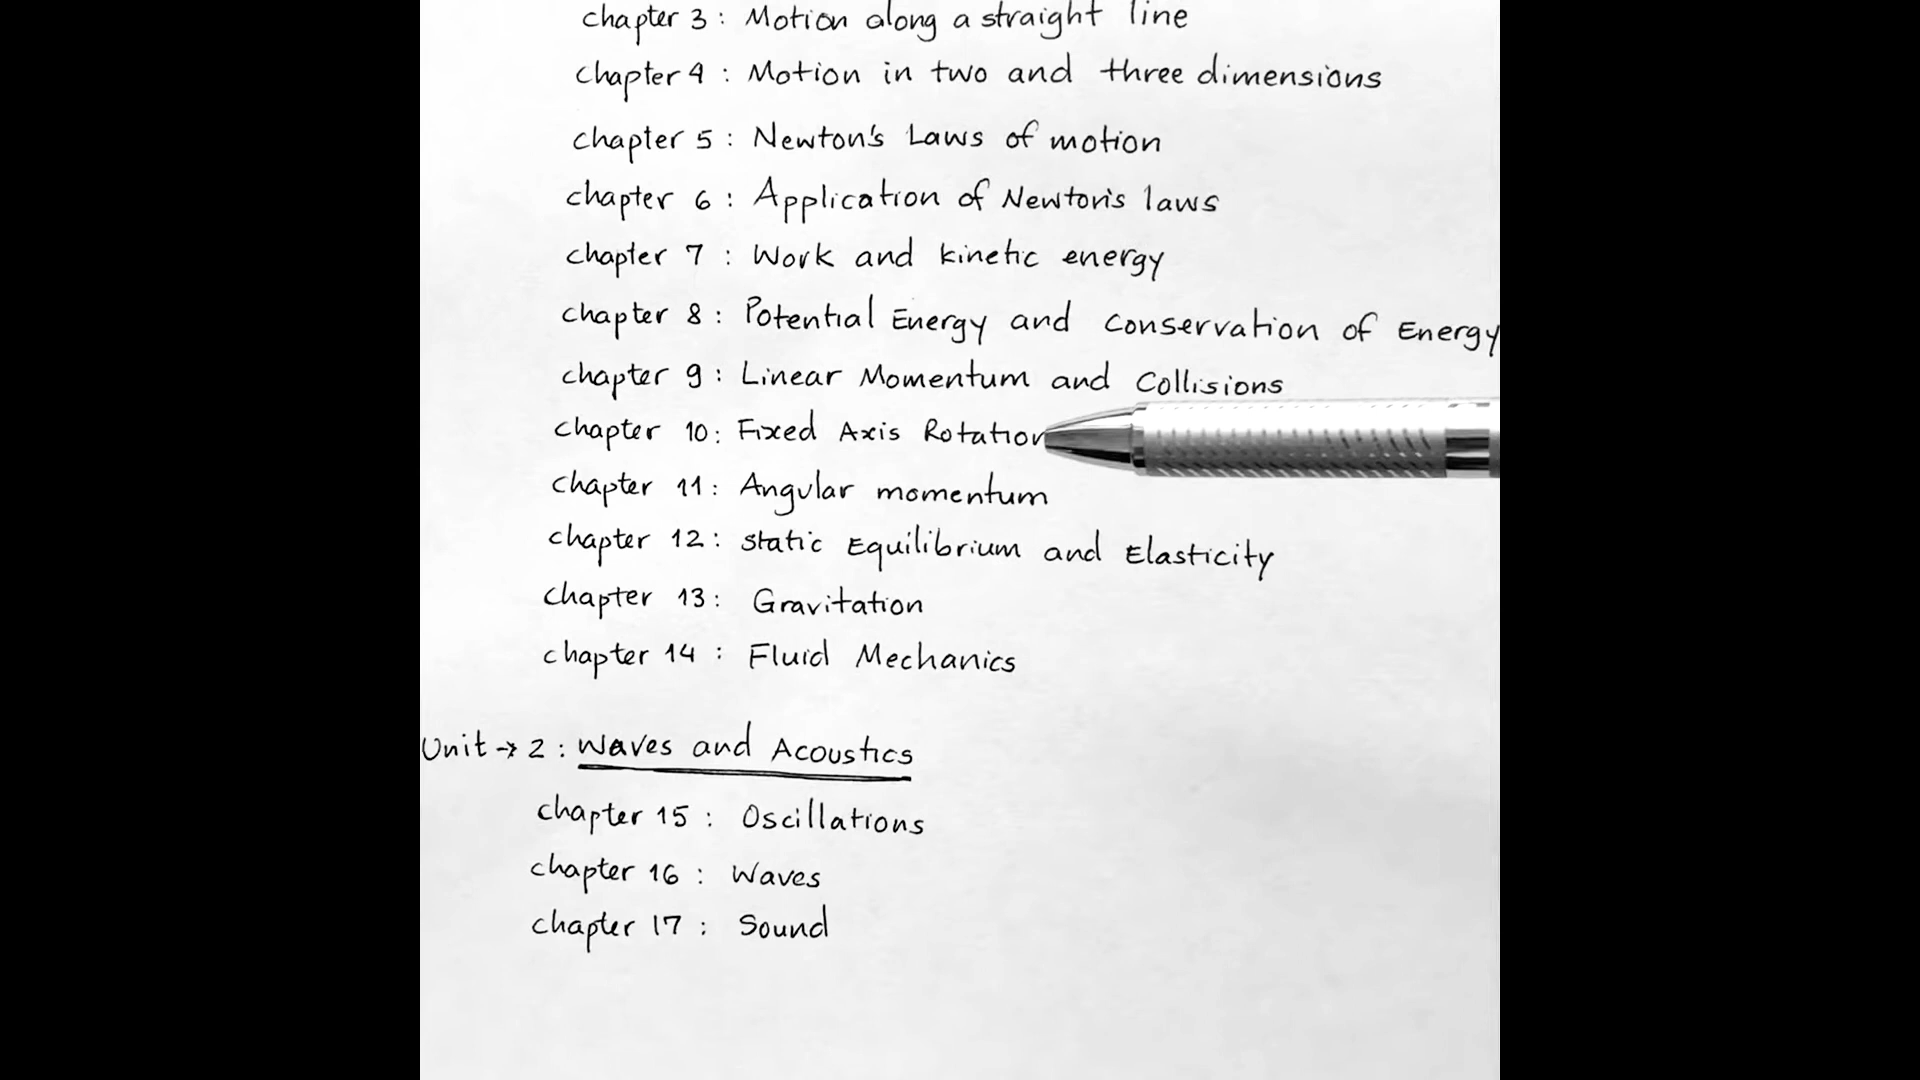 chapter 3 : Motion along a straight line
chapter 4 : Motion in two and three dimensions
chapter 5 : Newton's Laws of motion
chapter 6 : Application of Newton's laws
chapter 7 : Work and kinetic energy
chapter 8 : Potential Energy and Conservation of Energy
chapter 9 : Linear Momentum and Collisions
chapter 10 : Fixed Axis Rotation
chapter 11 : Angular momentum
chapter 12 : Static Equilibrium and Elasticity
chapter 13 : Gravitation
chapter 14 : Fluid Mechanics
Unit → 2 : Waves and Acoustics
chapter 15 : Oscillations
chapter 16 : Waves
chapter 17 : Sound